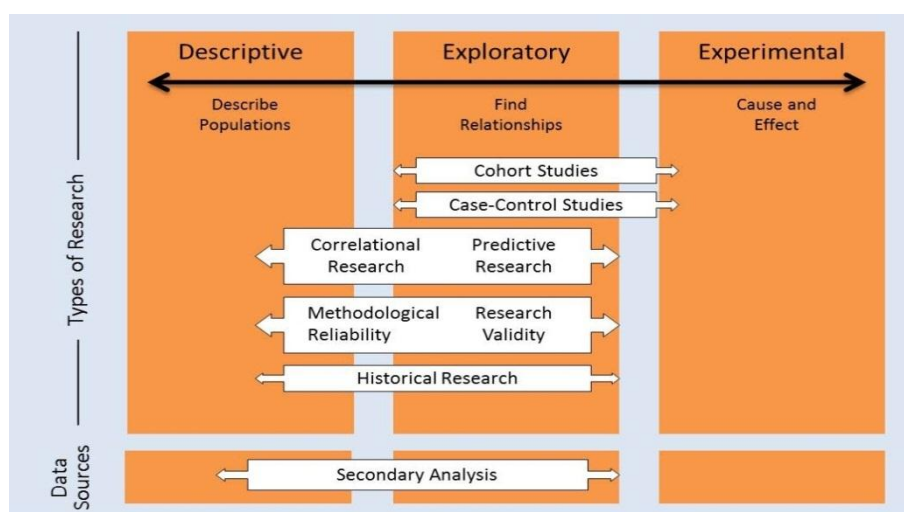 Descriptive
Exploratory
Experimental
Describe
Populations
Find
Relationships
Cause and
Effect
Types of Research
Cohort Studies
Case-Control Studies
Correlational
Research
Predictive
Research
Methodological
Reliability
Research
Validity
Historical Research
Data
Sources
Secondary Analysis